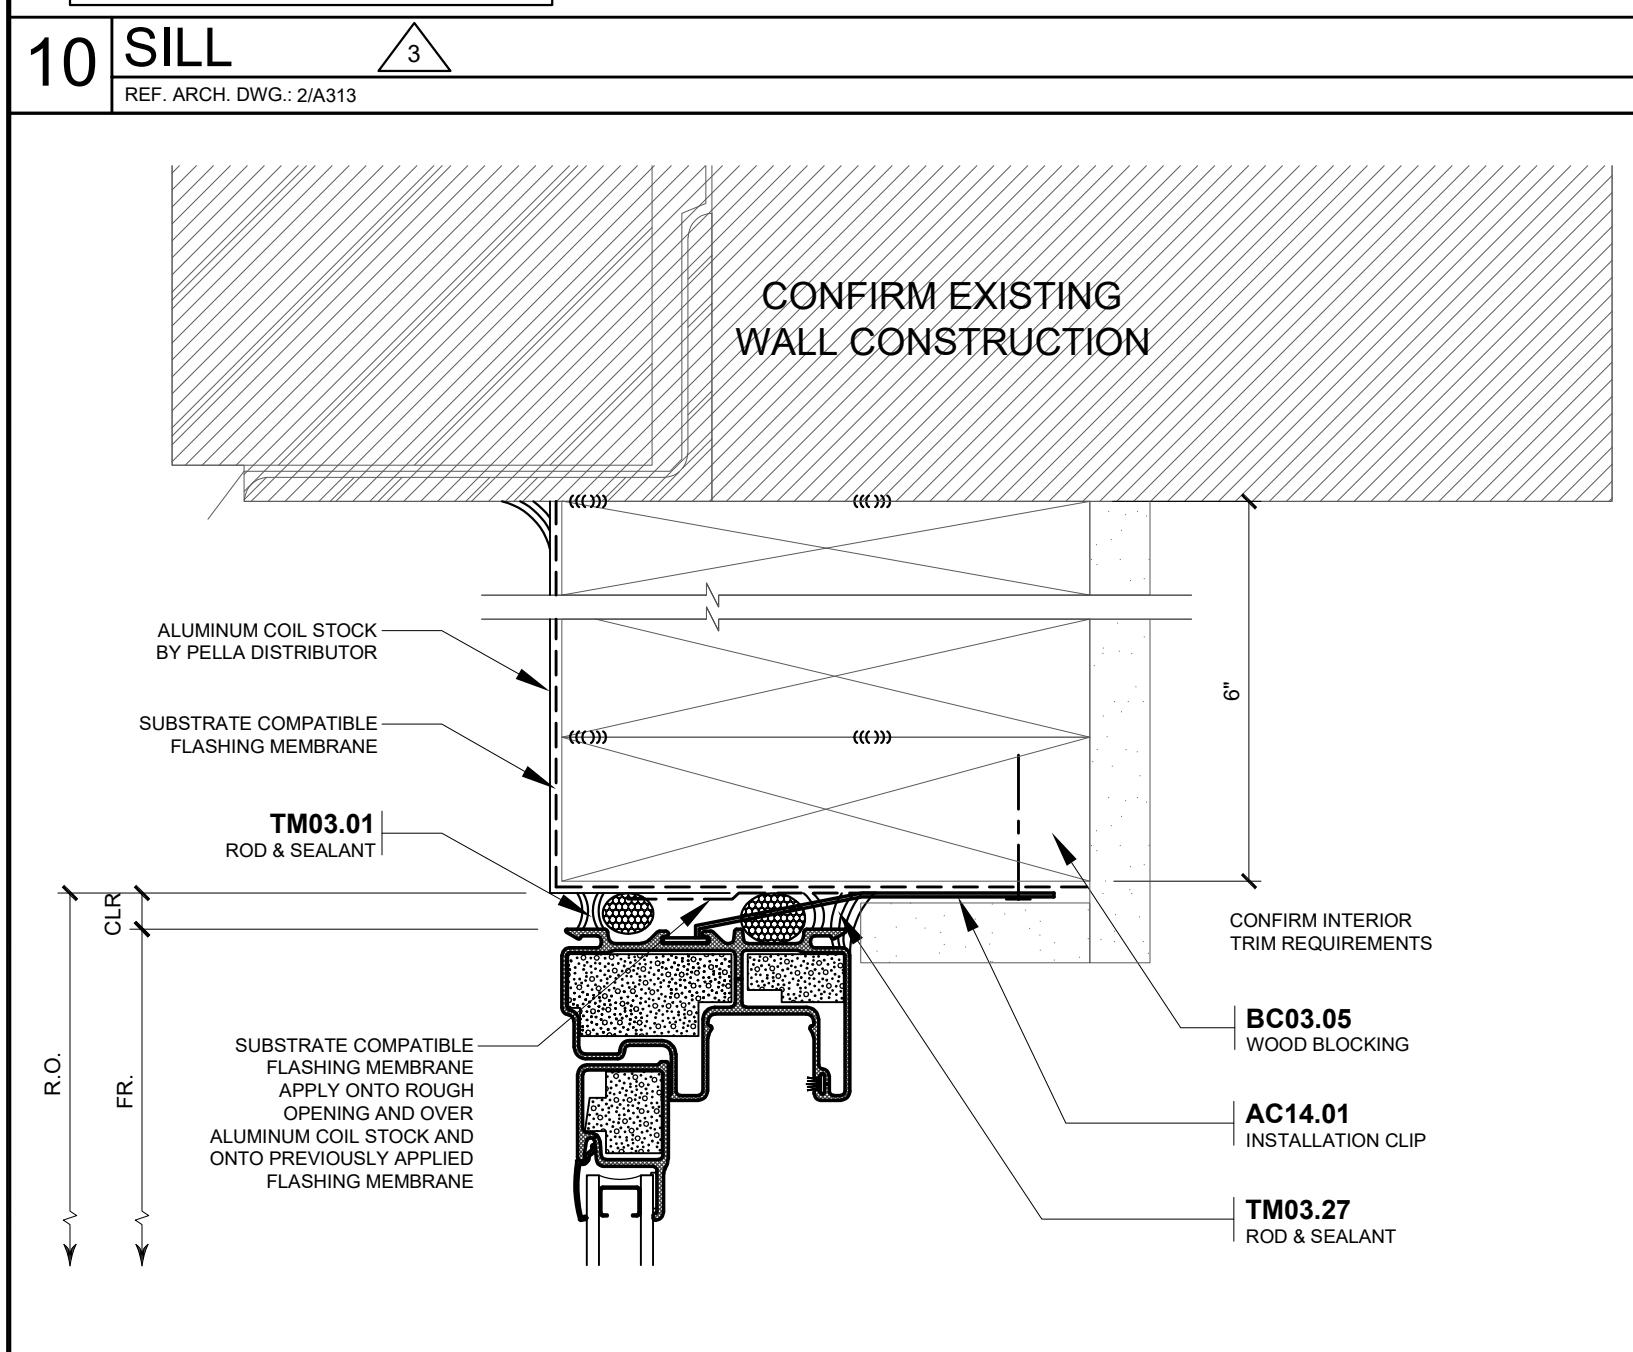 10
SILL
3
REF. ARCH. DWG.: 2/A313
CONFIRM EXISTING
WALL CONSTRUCTION
ALUMINUM COIL STOCK
BY PELLA DISTRIBUTOR
SUBSTRATE COMPATIBLE
FLASHING MEMBRANE
TM03.01
ROD & SEALANT
6"
CLR
R.O.
FR.
SUBSTRATE COMPATIBLE
FLASHING MEMBRANE
APPLY ONTO ROUGH
OPENING AND OVER
ALUMINUM COIL STOCK AND
ONTO PREVIOUSLY APPLIED
FLASHING MEMBRANE
CONFIRM INTERIOR
TRIM REQUIREMENTS
BC03.05
WOOD BLOCKING
AC14.01
INSTALLATION CLIP
TM03.27
ROD & SEALANT